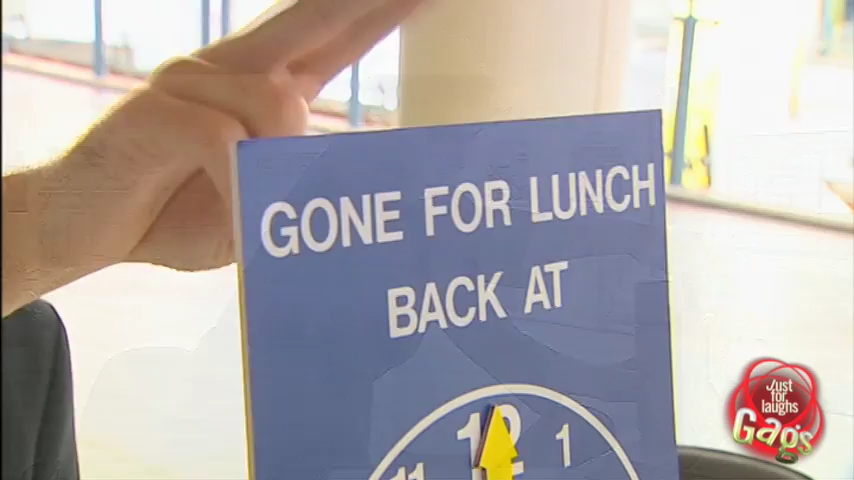 GONE FOR LUNCH
BACK AT
11 12 1
Just
for
laughs
Gags